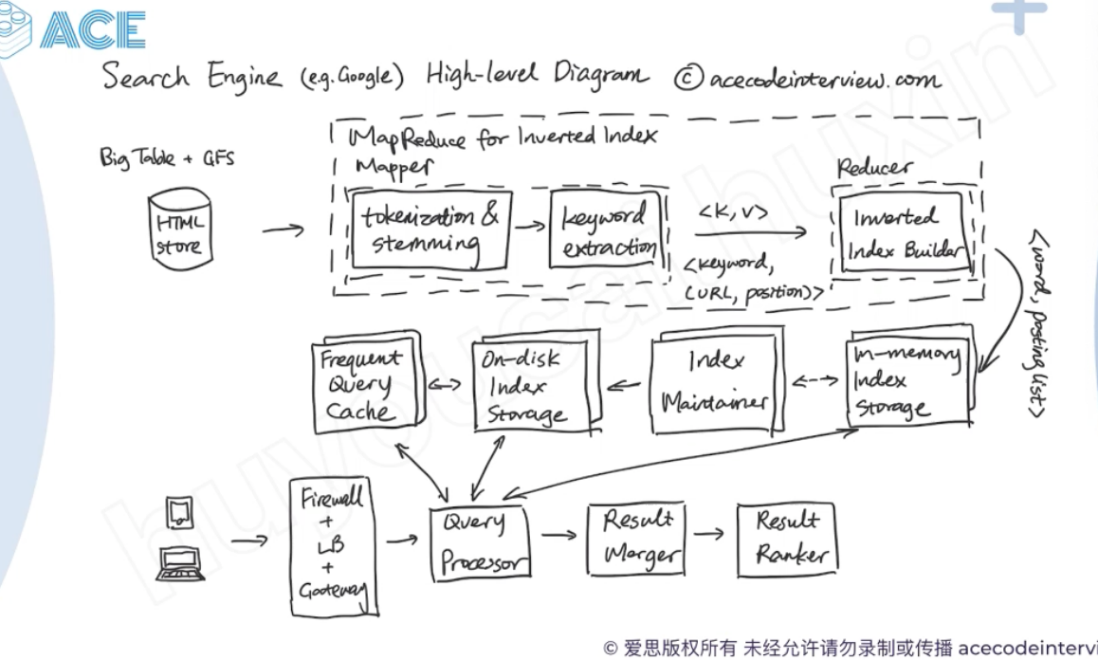 ACE
Search Engine (e.g. Google) High-level Diagram © acecodeinterview.com
Big Table + GFS
HTML
store
MapReduce for Inverted Index
Mapper
tokenization &
stemming
keyword
extraction
<k, v>
<keyword,
(URL, position)>
Reducer
Inverted
Index Builder
<word, posting list>
Frequent
Query
Cache
On-disk
Index
Storage
Index
Maintainer
In-memory
Index
Storage
Firewall
+
LB
+
Gateway
Query
Processor
Result
Merger
Result
Ranker
huyoucai huxin
© 爱思版权所有 未经允许请勿录制或传播 acecodeintervi